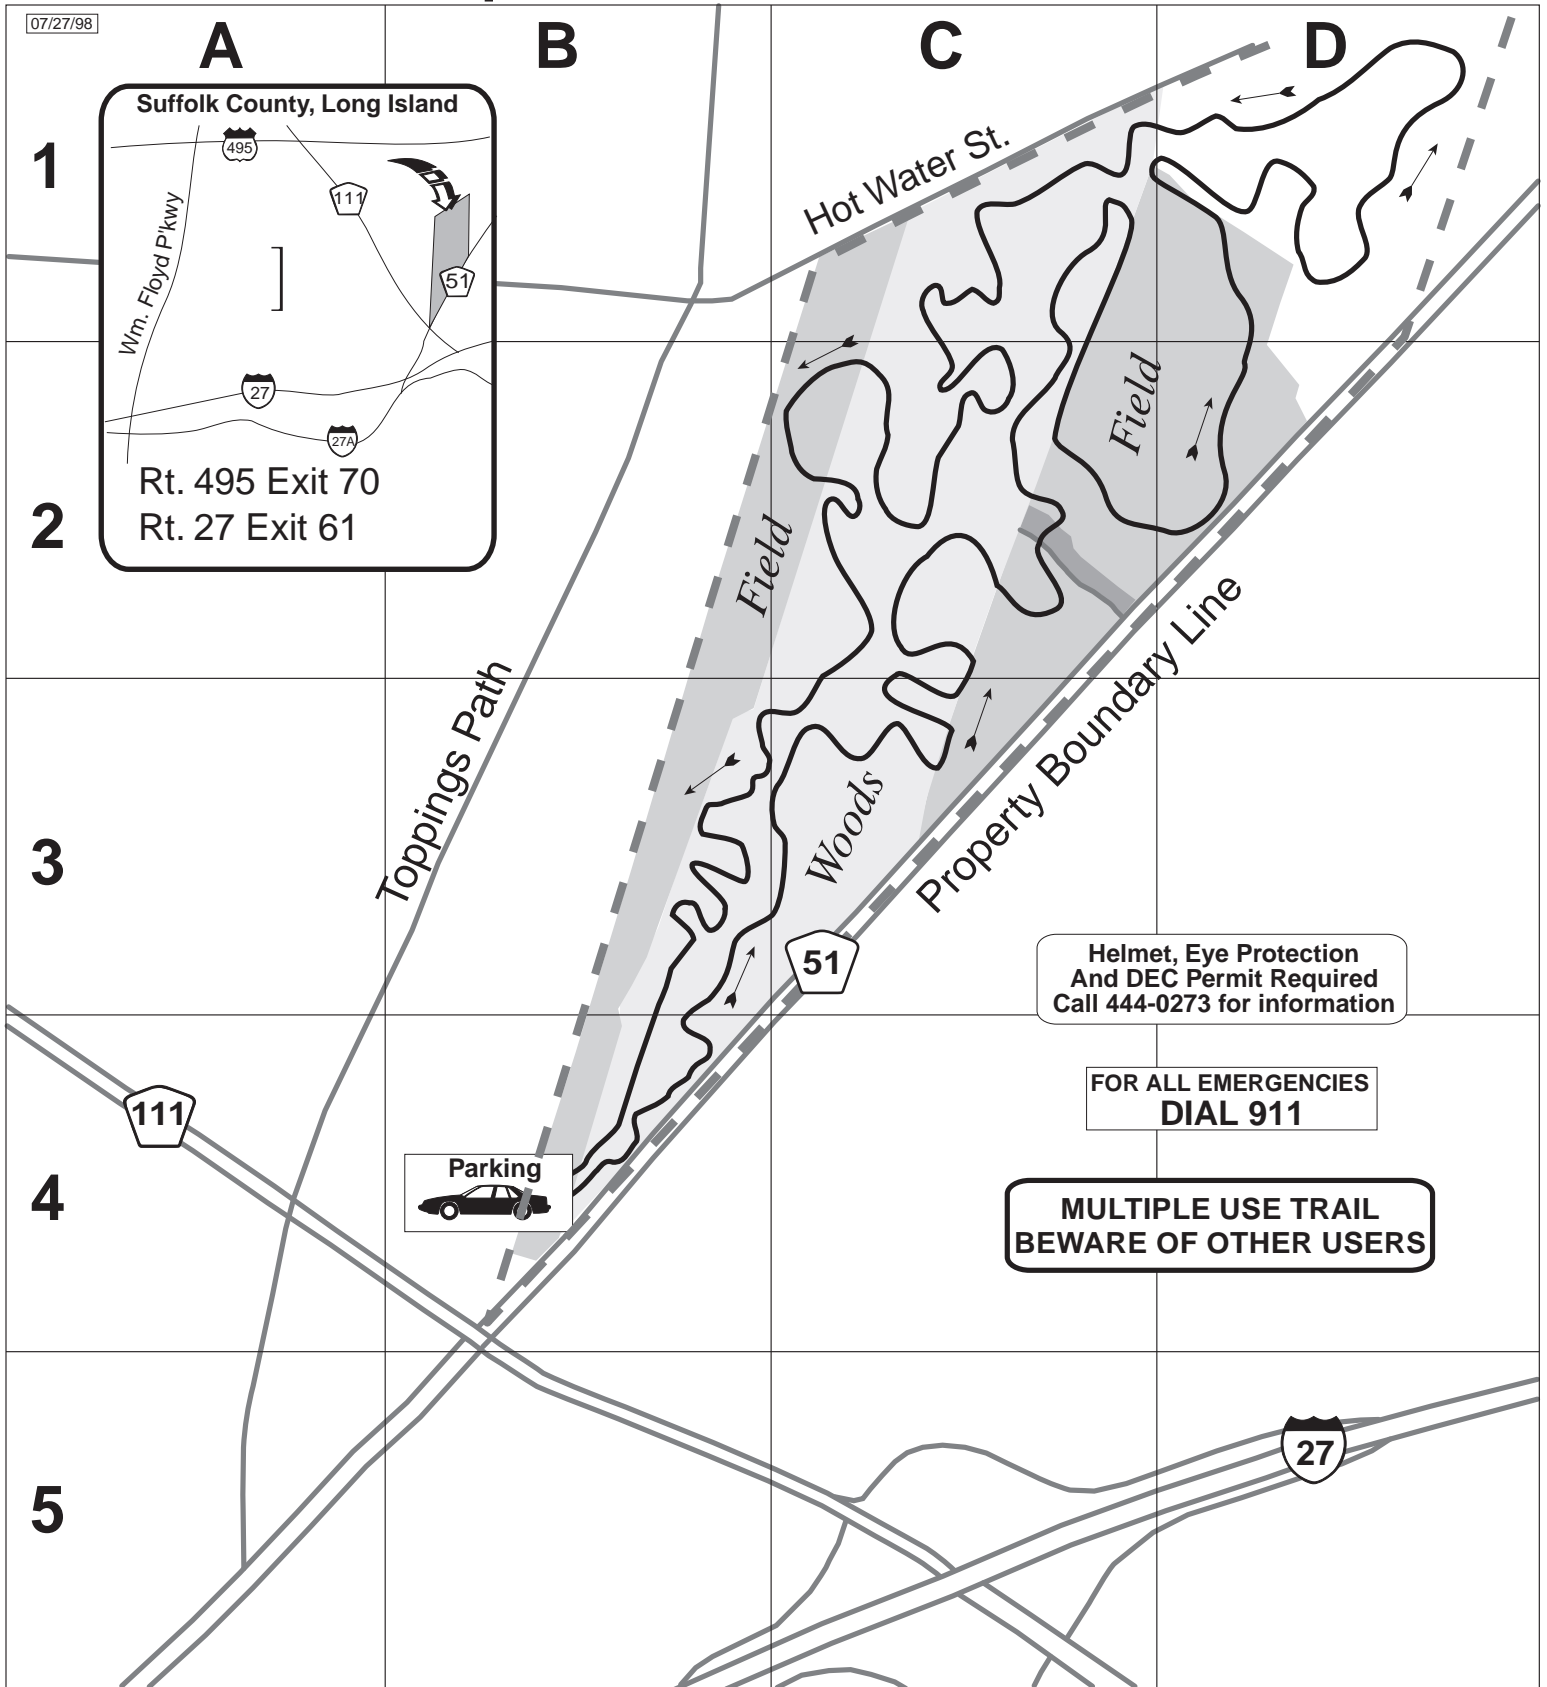 07/27/98
A
B
C
D
1
2
3
4
5
Suffolk County, Long Island
495
111
Wm. Floyd P'kwy
51
27
27A
Rt. 495 Exit 70
Rt. 27 Exit 61
Hot Water St.
Field
Field
Toppings Path
Woods
Property Boundary Line
51
Helmet, Eye Protection
And DEC Permit Required
Call 444-0273 for information
FOR ALL EMERGENCIES
DIAL 911
111
Parking
MULTIPLE USE TRAIL
BEWARE OF OTHER USERS
27